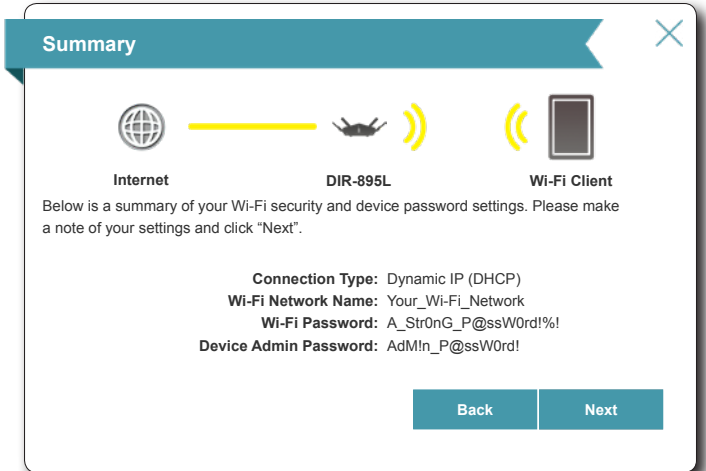 Summary
Internet
DIR-895L
Wi-Fi Client
Below is a summary of your Wi-Fi security and device password settings. Please make
a note of your settings and click “Next”.
Connection Type: Dynamic IP (DHCP)
Wi-Fi Network Name: Your_Wi-Fi_Network
Wi-Fi Password: A_Str0nG_P@ssW0rd!%!
Device Admin Password: AdM!n_P@ssW0rd!
Back
Next